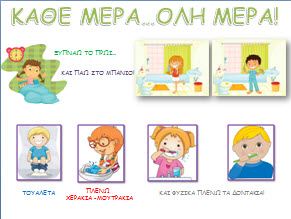 ΚΑΘΕ ΜΕΡΑ...ΟΛΗ ΜΕΡΑ!
ΞΥΠΝΑΩ ΤΟ ΠΡΩΙ...
ΚΑΙ ΠΑΩ ΣΤΟ ΜΠΑΝΙΟ!
ΤΟΥΑΛΕΤΑ
ΠΛΕΝΩ
ΧΕΡΑΚΙΑ -ΜΟΥΤΡΑΚΙΑ
ΚΑΙ ΦΥΣΙΚΑ ΠΛΕΝΩ ΤΑ ΔΟΝΤΑΚΙΑ!